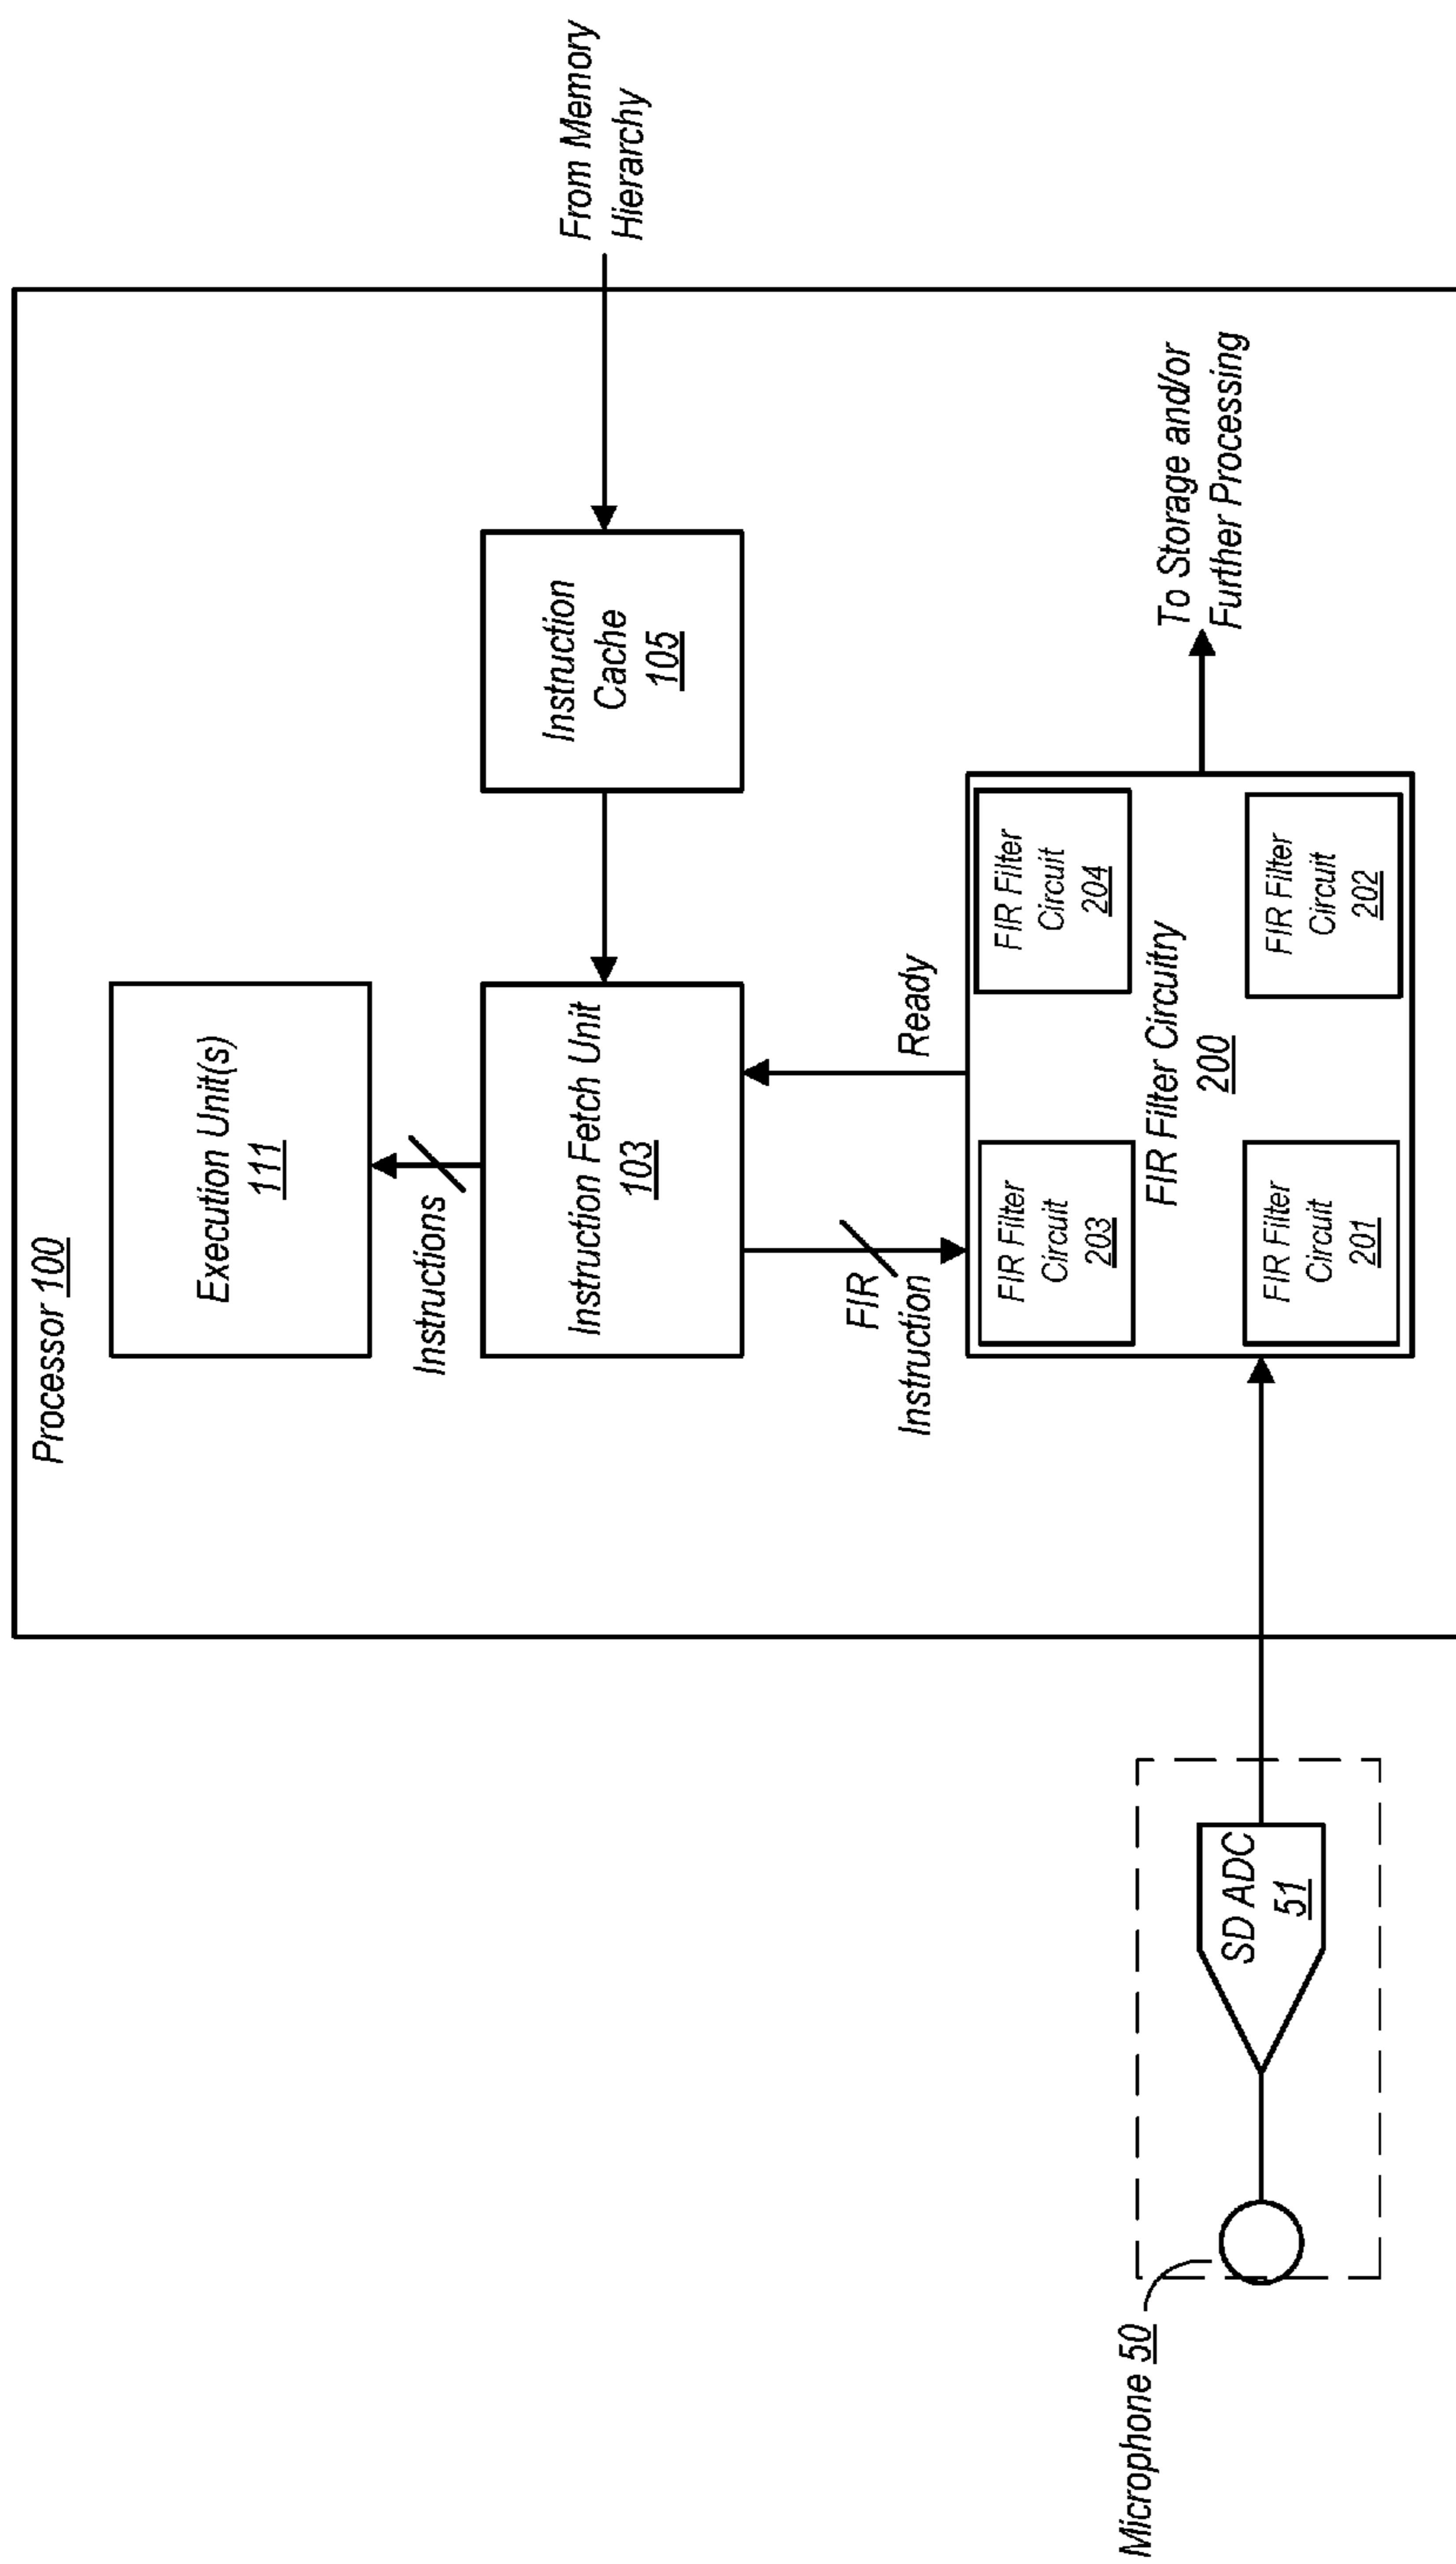 Processor 100
Execution Unit(s)
111
Instructions
Instruction Fetch Unit
103
Instruction
Cache
105
From Memory
Hierarchy
FIR
Instruction
Ready
FIR Filter
Circuit
203
FIR Filter
Circuit
204
FIR Filter Circuitry
200
FIR Filter
Circuit
201
FIR Filter
Circuit
202
To Storage and/or
Further Processing
Microphone 50
SD ADC
51